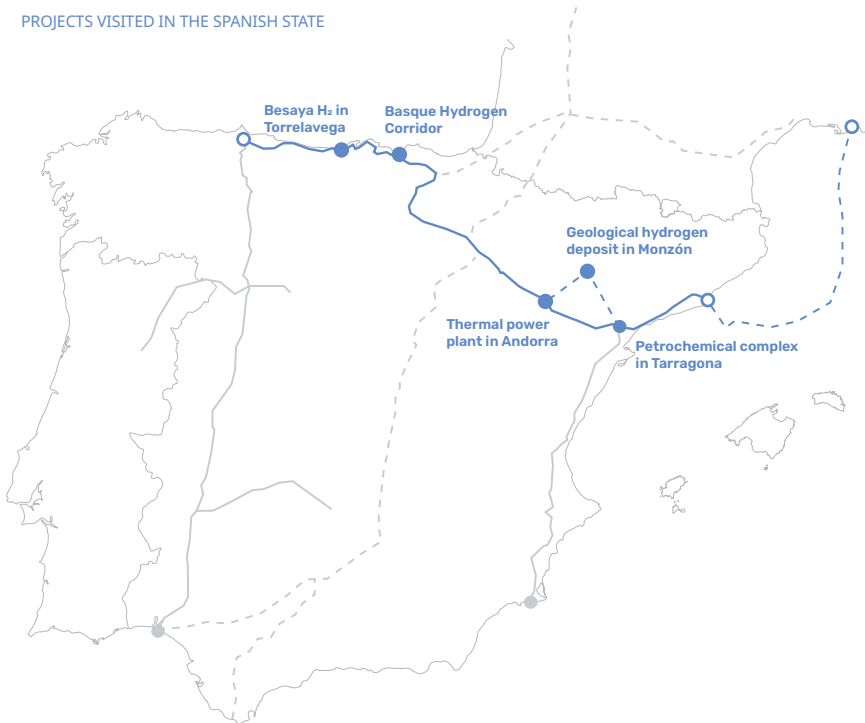 PROJECTS VISITED IN THE SPANISH STATE
Besaya H₂ in
Torrelavega
Basque Hydrogen
Corridor
Geological hydrogen
deposit in Monzón
Thermal power
plant in Andorra
Petrochemical complex
in Tarragona